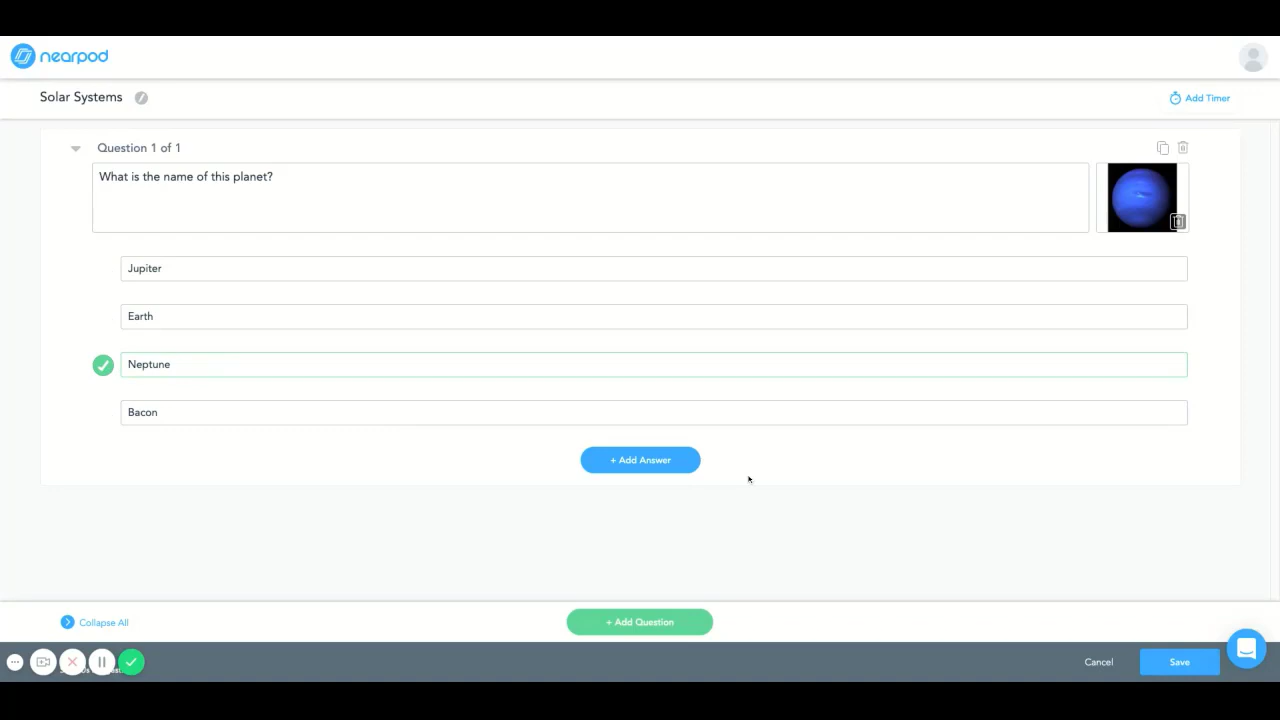 nearpod
Solar Systems
Add Timer
Question 1 of 1
What is the name of this planet?
Jupiter
Earth
Neptune
Bacon
+ Add Answer
Collapse All
+ Add Question
Cancel
Save